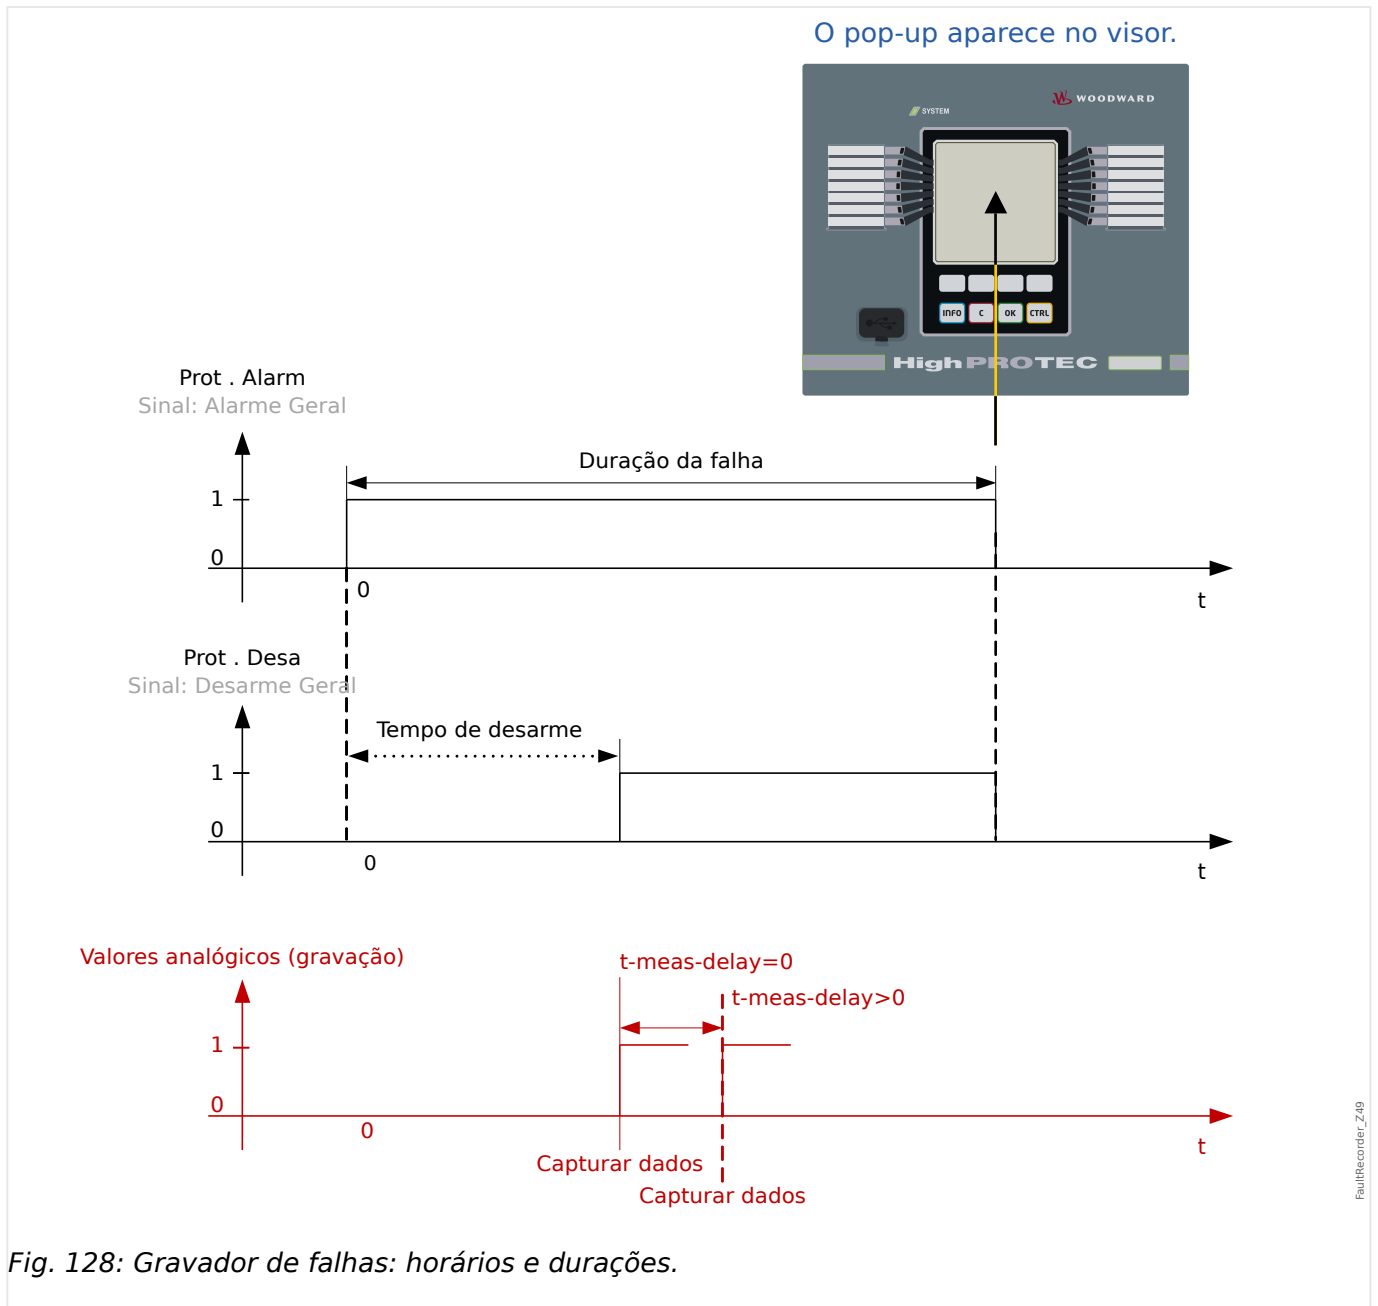 O pop-up aparece no visor.
WOODWARD
SYSTEM
INFO C OK CTRL
HighPROTEC
Prot . Alarm
Sinal: Alarme Geral
Duração da falha
1
0
0
t
Prot . Desa
Sinal: Desarme Geral
Tempo de desarme
1
0
0
t
Valores analógicos (gravação)
t-meas-delay=0
t-meas-delay>0
1
0
0
t
Capturar dados
Capturar dados
FaultRecorder_Z49
Fig. 128: Gravador de falhas: horários e durações.